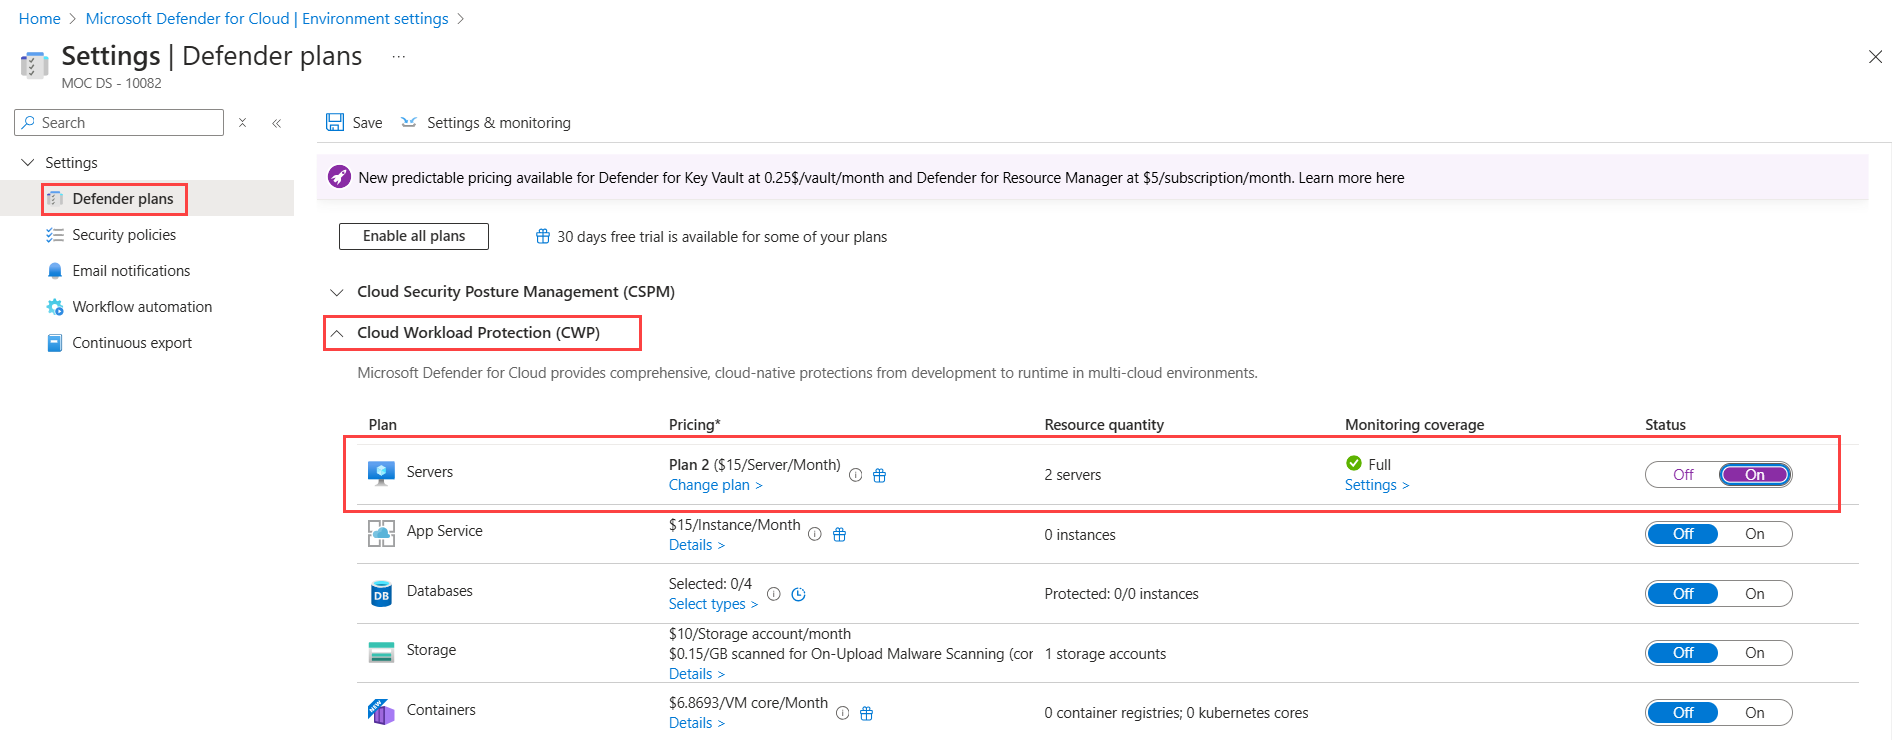 Home > Microsoft Defender for Cloud | Environment settings >
Settings | Defender plans ...
MOC DS - 10082
Search
Save Settings & monitoring
Settings
Defender plans
Security policies
Email notifications
Workflow automation
Continuous export
New predictable pricing available for Defender for Key Vault at 0.25$/vault/month and Defender for Resource Manager at $5/subscription/month. Learn more here
Enable all plans 30 days free trial is available for some of your plans
Cloud Security Posture Management (CSPM)
Cloud Workload Protection (CWP)
Microsoft Defender for Cloud provides comprehensive, cloud-native protections from development to runtime in multi-cloud environments.
Plan Pricing* Resource quantity Monitoring coverage Status
Servers Plan 2 ($15/Server/Month) 2 servers Full Off On
Change plan > Settings >
App Service $15/Instance/Month 0 instances Off On
Details >
DB Databases Selected: 0/4 Protected: 0/0 instances Off On
Select types >
Storage $10/Storage account/month
$0.15/GB scanned for On-Upload Malware Scanning (cor 1 storage accounts Off On
Details >
NEW Containers $6.8693/VM core/Month 0 container registries; 0 kubernetes cores Off On
Details >